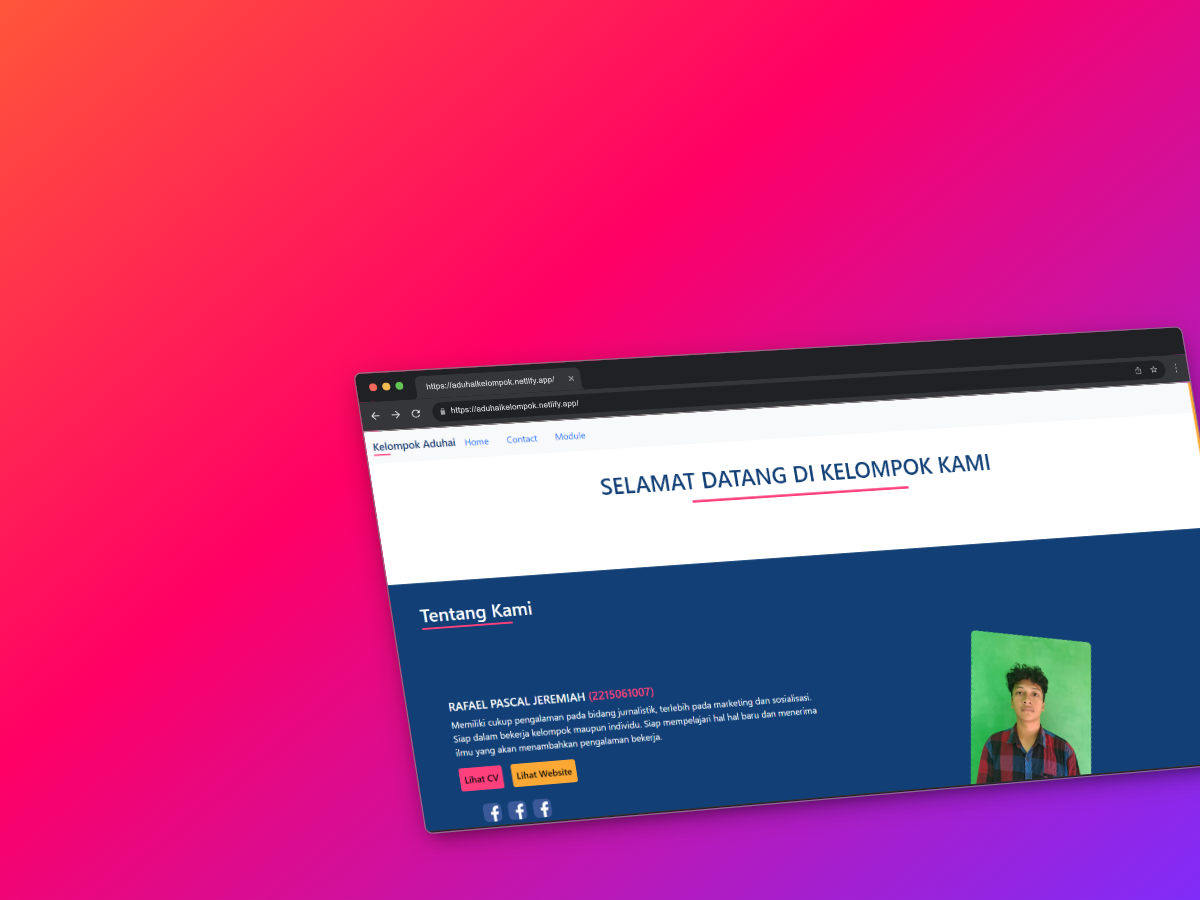 https://aduhaikelompok.netlify.app/
https://aduhaikelompok.netlify.app/
Kelompok Aduhai Home Contact Module
SELAMAT DATANG DI KELOMPOK KAMI
Tentang Kami
RAFAEL PASCAL JEREMIAH (2215061007)
Memiliki cukup pengalaman pada bidang jurnalistik, terlebih pada marketing dan sosialisasi.
Siap dalam bekerja kelompok maupun individu. Siap mempelajari hal hal baru dan menerima
ilmu yang akan menambahkan pengalaman bekerja.
Lihat CV Lihat Website